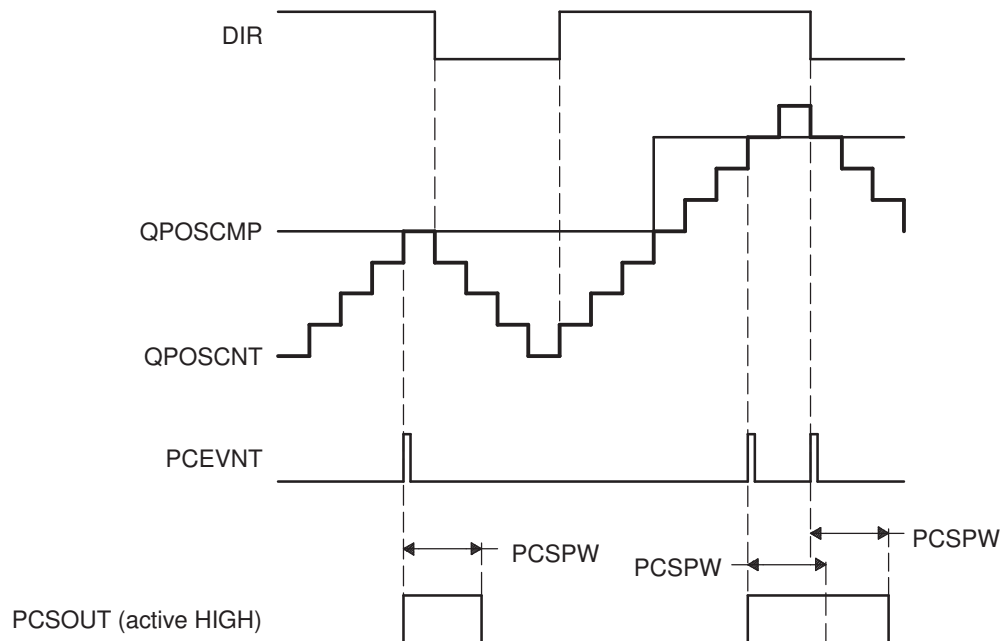 DIR
QPOSCMP
QPOSCNT
PCEVNT
PCSPW
PCSPW
PCSPW
PCSOUT (active HIGH)